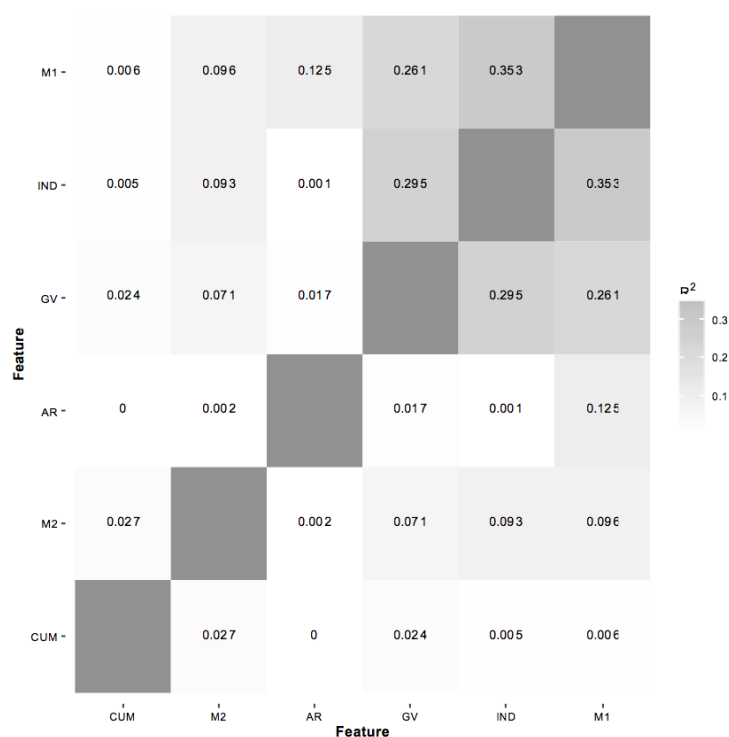 M1 0.006 0.096 0.125 0.261 0.353
IND 0.005 0.093 0.001 0.295 0.353
GV 0.024 0.071 0.017 0.295 0.261
R²
0.3
0.2
0.1
Feature
AR 0 0.002 0.017 0.001 0.125
M2 0.027 0.002 0.071 0.093 0.096
CUM 0.027 0 0.024 0.005 0.006
CUM M2 AR GV IND M1
Feature